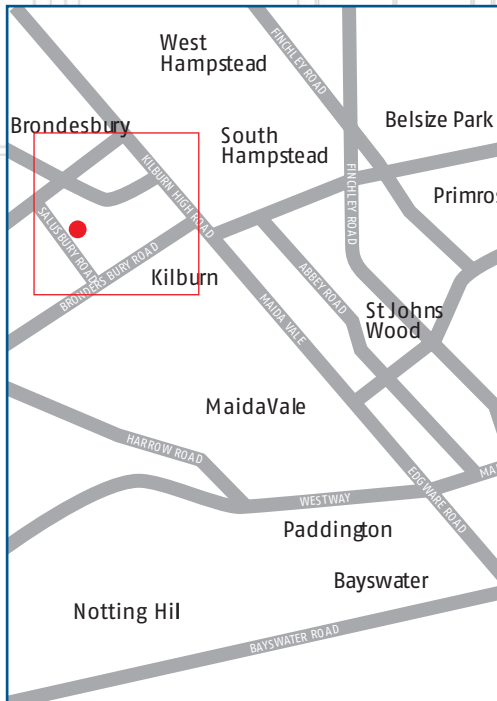 West
Hampstead
FINCHLEY ROAD
Brondesbury
South
Hampstead
Belsize Park
KILBURN HIGH ROAD
FINCHLEY ROAD
Primros
SALUSBURY ROAD
BRONDERS BURY ROAD
Kilburn
ABBEY ROAD
MAIDA VALE
St Johns
Wood
MaidaVale
HARROW ROAD
EDGWARE ROAD
MA
WESTWAY
Paddington
Bayswater
Notting Hil
BAYSWATER ROAD